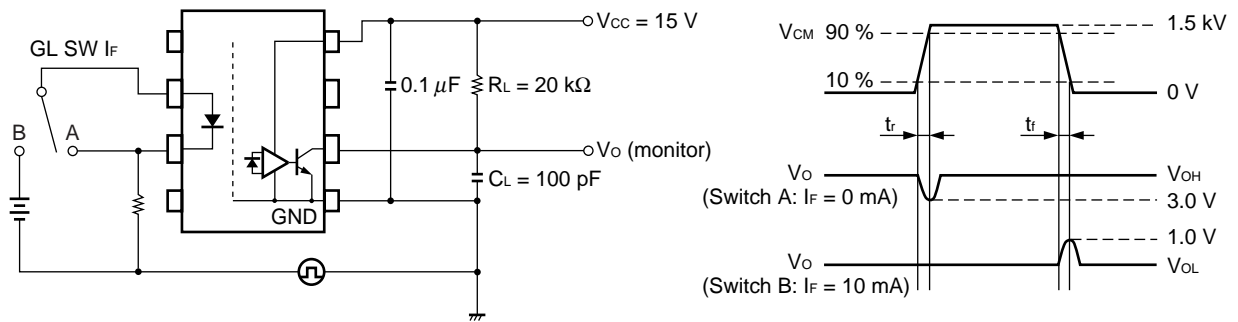 VCC = 15 V
GL SW IF
0.1 μF
RL = 20 kΩ
B
A
VO (monitor)
CL = 100 pF
GND
VCM
90 %
10 %
1.5 kV
0 V
tr
tf
VO
(Switch A: IF = 0 mA)
VOH
3.0 V
1.0 V
VO
(Switch B: IF = 10 mA)
VOL